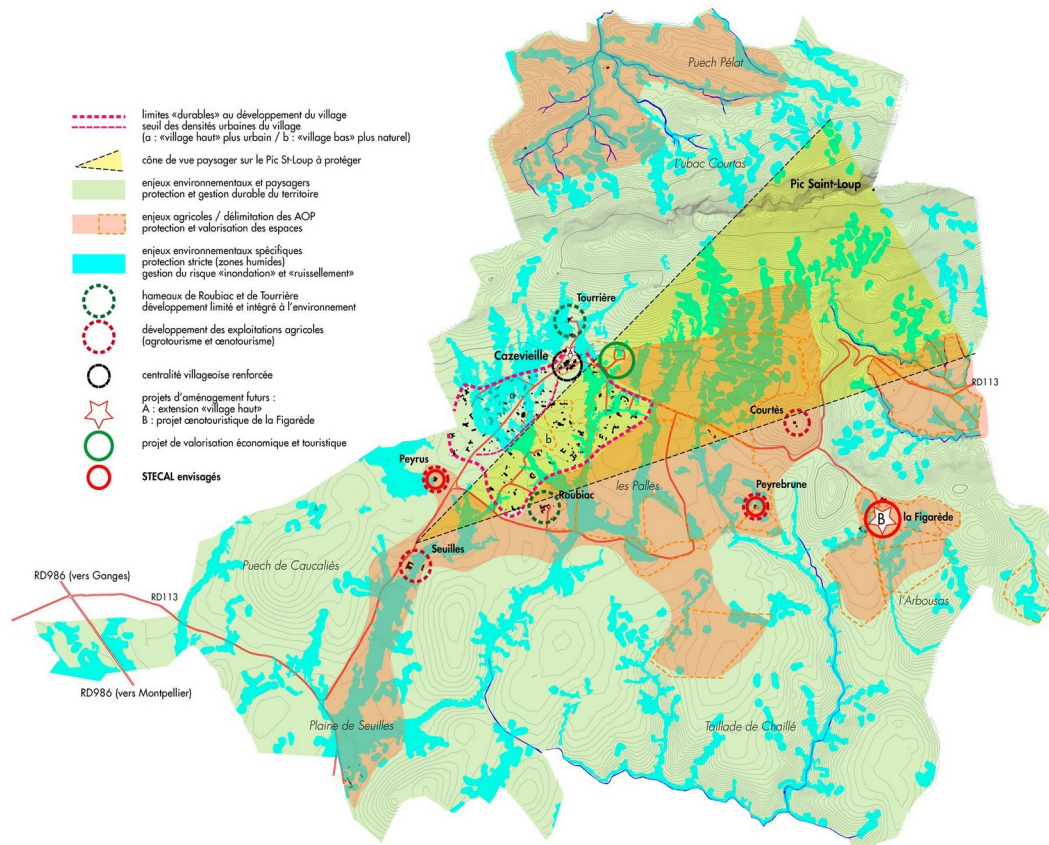 limites «durables» au développement du village
seuil des densités urbaines du village
(a : «village haut» plus urbain / b : «village bas» plus naturel)
cône de vue paysager sur le Pic St-Loup à protéger
enjeux environnementaux et paysagers
protection et gestion durable du territoire
enjeux agricoles / délimitation des AOP
protection et valorisation des espaces
enjeux environnementaux spécifiques
protection stricte (zones humides)
gestion du risque «inondation» et «ruissellement»
hameaux de Roubiac et de Tourrière
développement limité et intégré à l'environnement
développement des exploitations agricoles
(agrotourisme et œnotourisme)
centralité villageoise renforcée
projets d'aménagement futurs :
A : extension «village haut»
B : projet œnotouristique de la Figarède
projet de valorisation économique et touristique
STECAL envisagés
Puech Pélat
l'ubac Courtas
Pic Saint-Loup
Tourrière
Cazevieille
A
RD113
Courtès
b
Peyrus
les Pallès
Peyrebrune
Roubiac
B
la Figarède
Seuilles
Puech de Caucaliès
RD986 (vers Ganges)
RD113
l'Arbousas
RD986 (vers Montpellier)
Plaine de Seuilles
Taillade de Chaillé